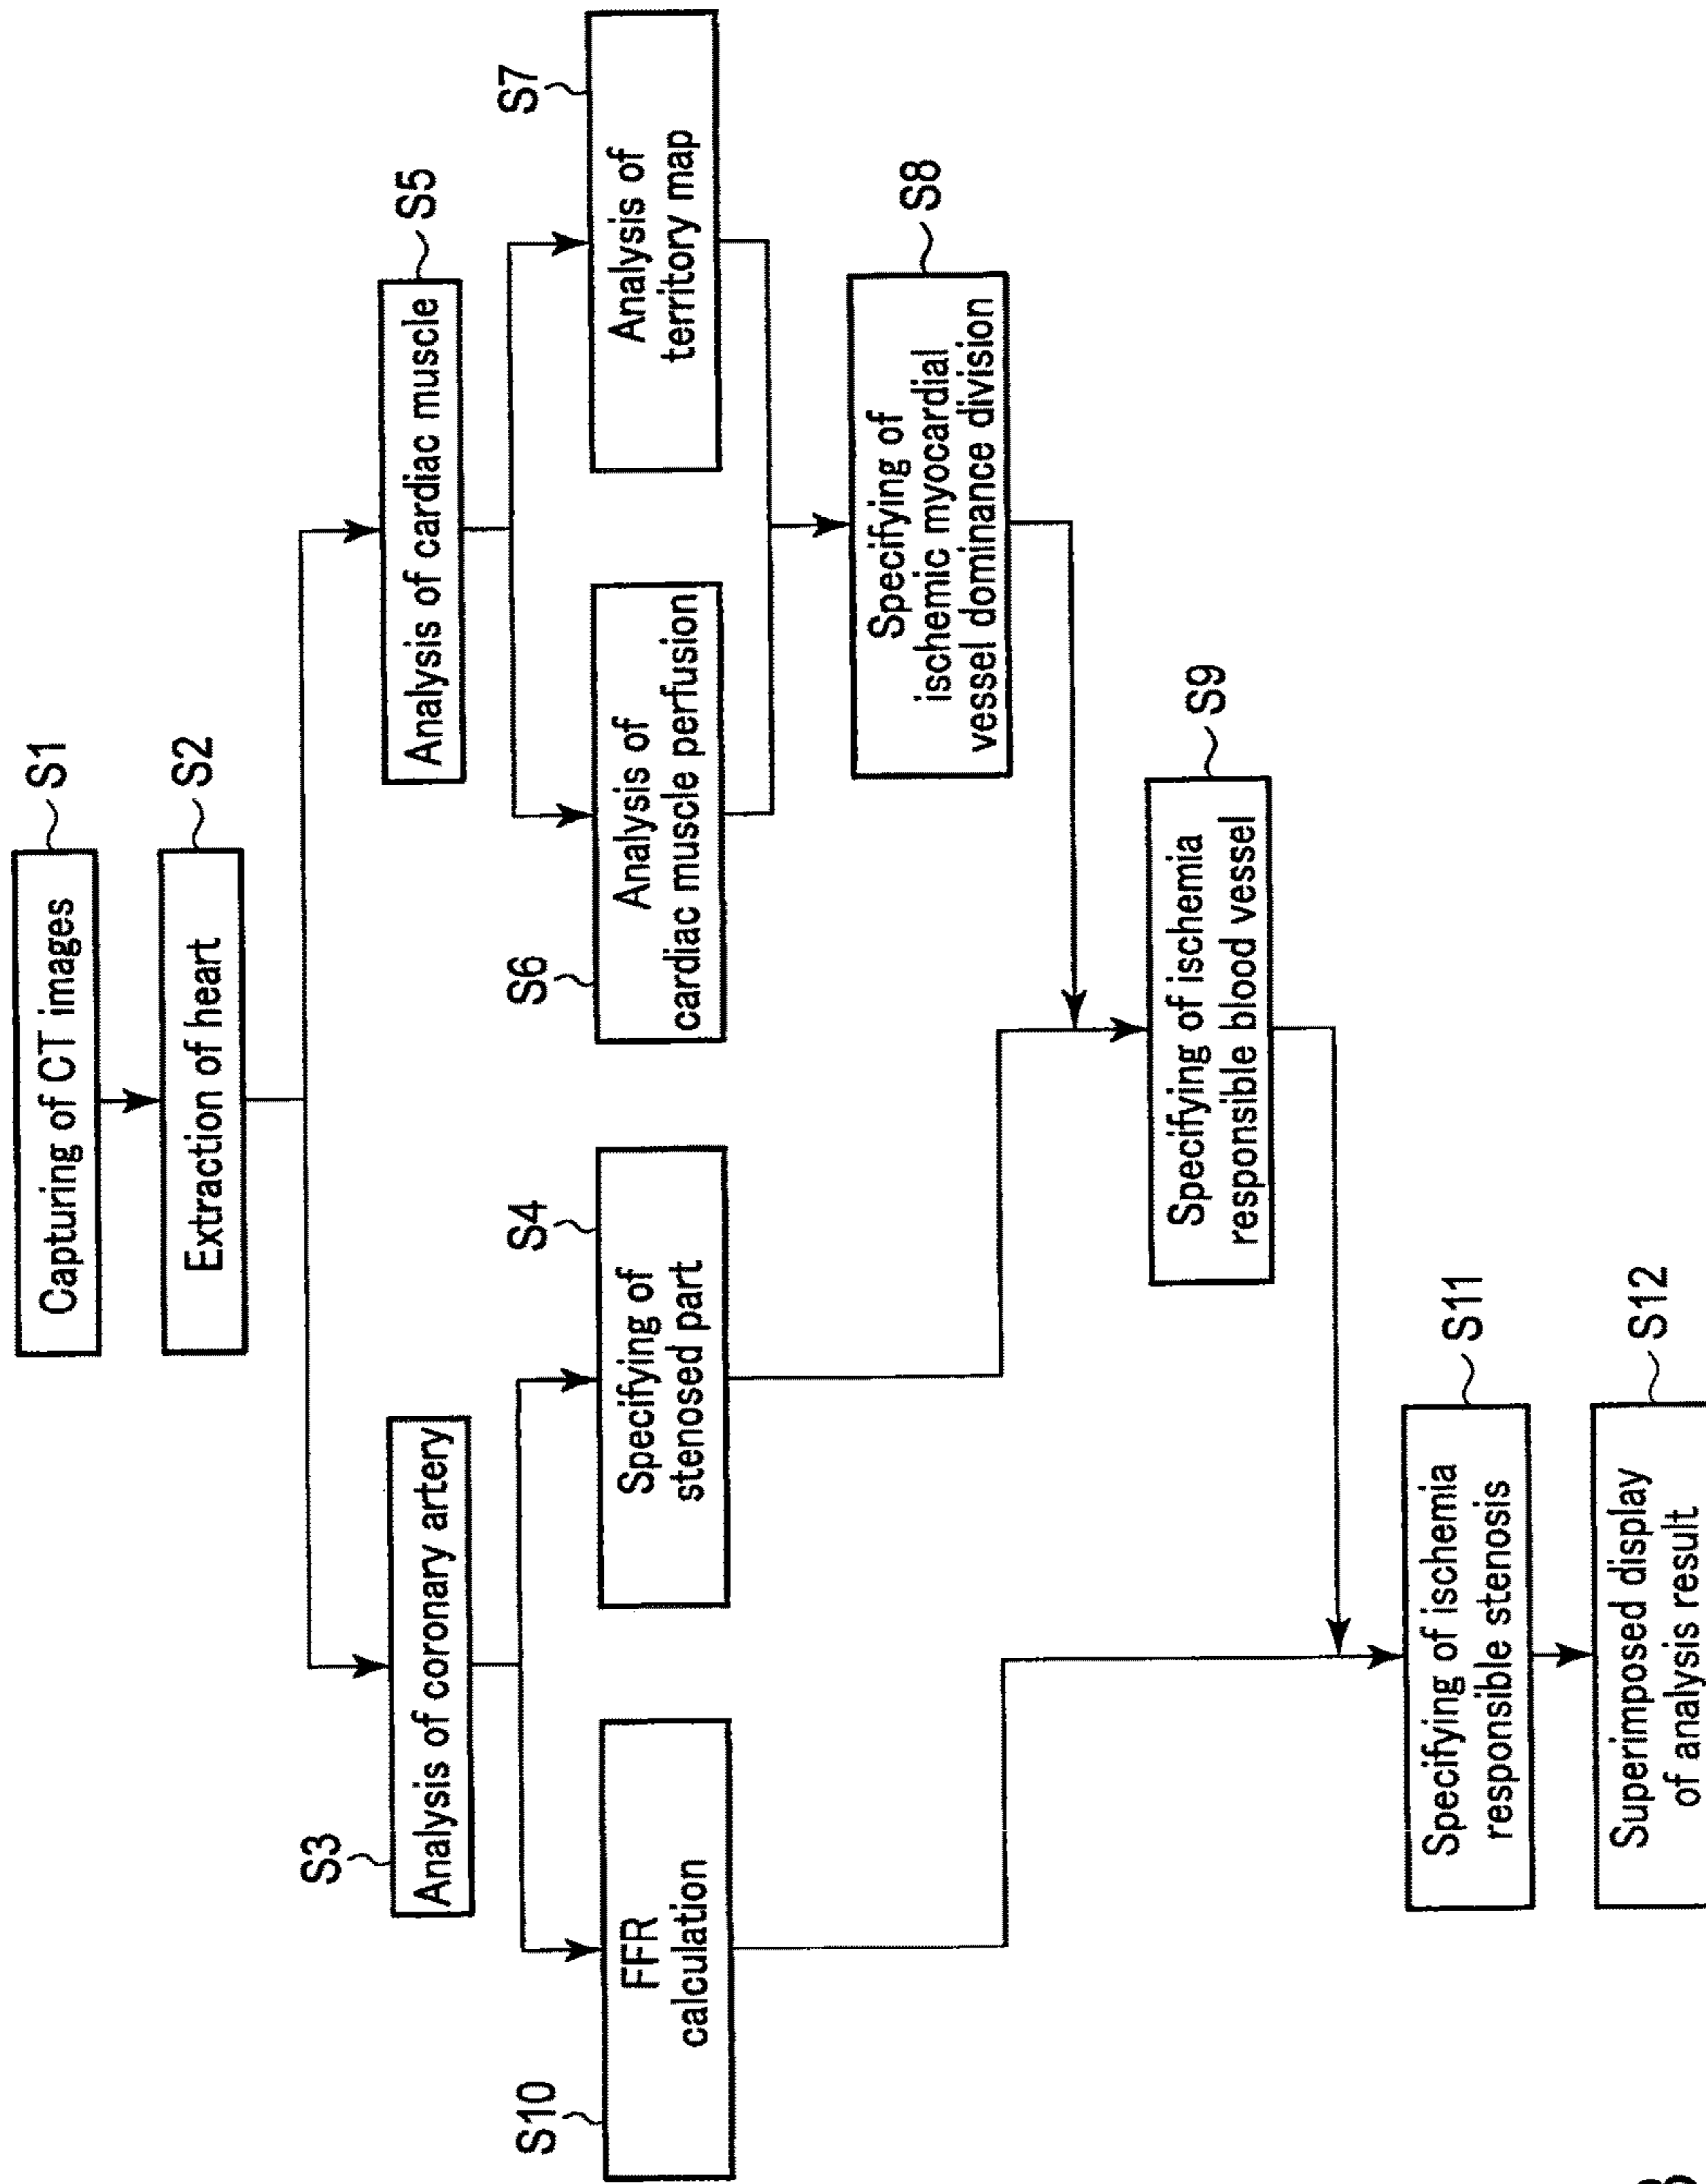 Capturing of CT images
S1
Extraction of heart
S2
S3
Analysis of coronary artery
Analysis of cardiac muscle
S5
S10
FFR
calculation
Specifying of
stenosed part
S4
S6
Analysis of
cardiac muscle perfusion
Analysis of
territory map
S7
Specifying of
ischemic myocardial
vessel dominance division
S8
Specifying of ischemia
responsible blood vessel
S9
Specifying of ischemia
responsible stenosis
S11
Superimposed display
of analysis result
S12